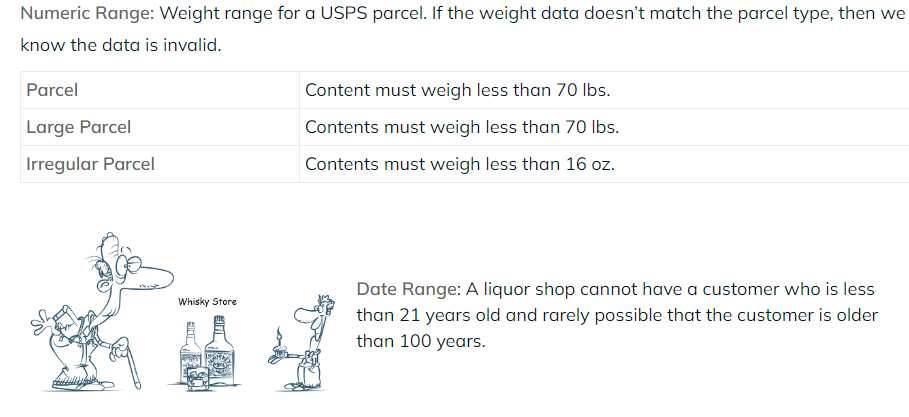 Numeric Range: Weight range for a USPS parcel. If the weight data doesn’t match the parcel type, then we
know the data is invalid.
Parcel Content must weigh less than 70 lbs.
Large Parcel Contents must weigh less than 70 lbs.
Irregular Parcel Contents must weigh less than 16 oz.
Whisky Store
Date Range: A liquor shop cannot have a customer who is less
than 21 years old and rarely possible that the customer is older
than 100 years.